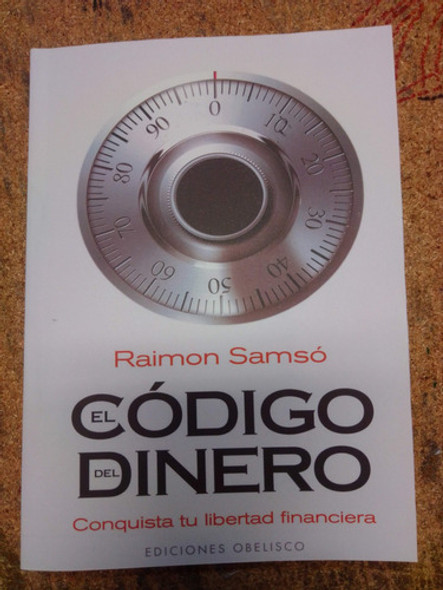 0
10
20
30
40
50
60
70
80
90
Raimon Samsó
EL CÓDIGO
DEL DINERO
Conquista tu libertad financiera
EDICIONES OBELISCO